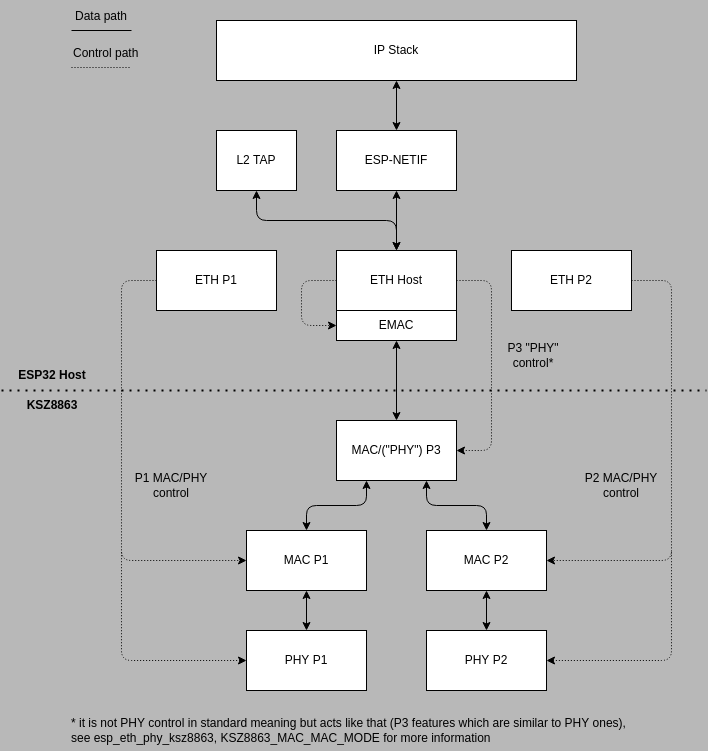 Data path
Control path
IP Stack
L2 TAP
ESP-NETIF
ETH P1
ETH Host
ETH P2
EMAC
P3 "PHY"
control*
ESP32 Host
KSZ8863
MAC/("PHY") P3
P1 MAC/PHY
control
P2 MAC/PHY
control
MAC P1
MAC P2
PHY P1
PHY P2
* it is not PHY control in standard meaning but acts like that (P3 features which are similar to PHY ones),
see esp_eth_phy_ksz8863, KSZ8863_MAC_MAC_MODE for more information